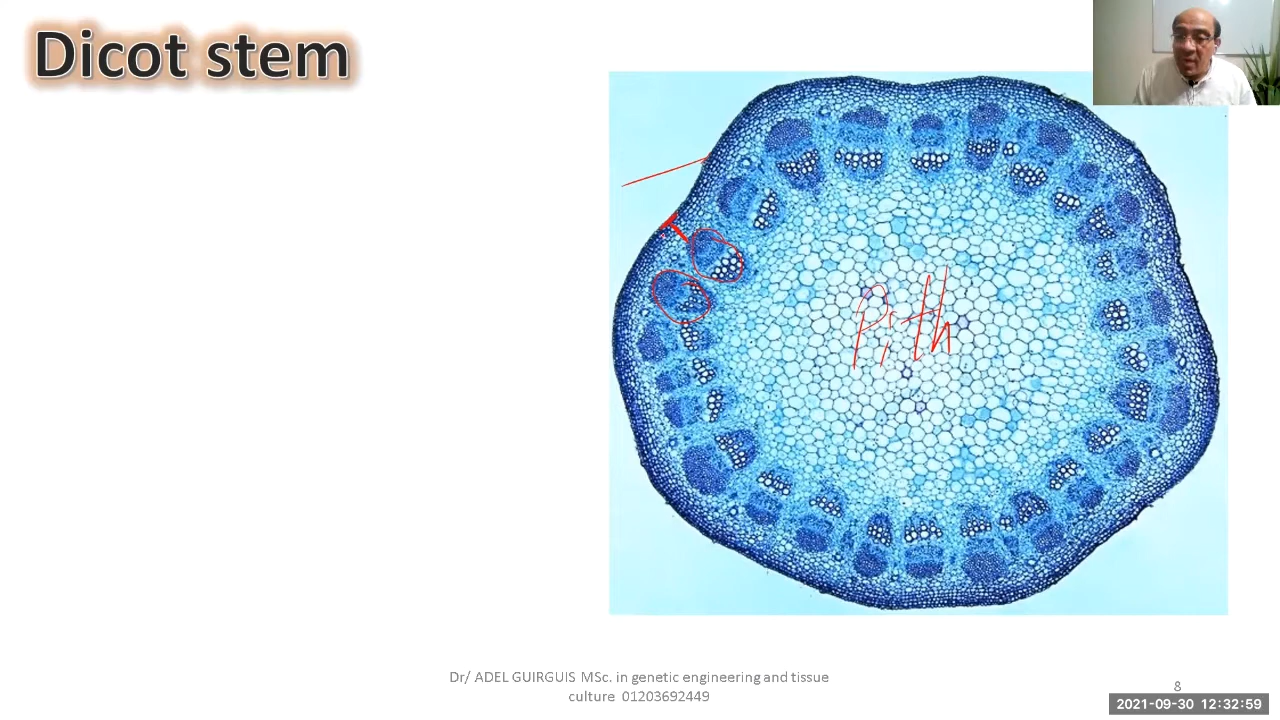 Dicot stem
Pith
Dr/ ADEL GUIRGUIS MSc. in genetic engineering and tissue
culture 01203692449
8
2021-09-30 12:32:59